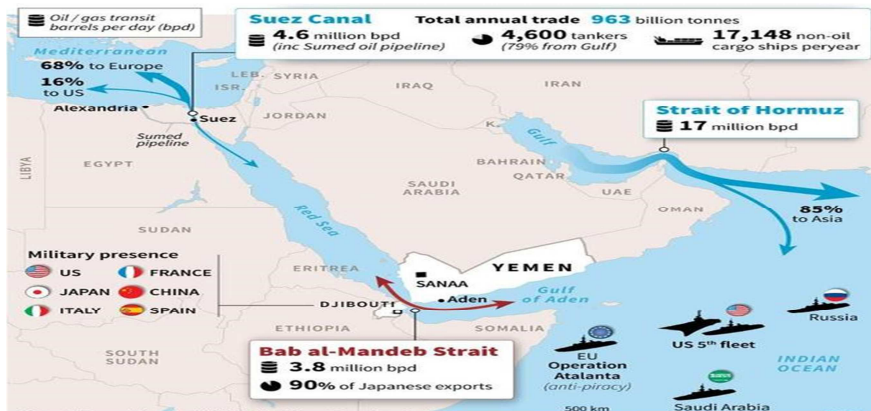 Oil / gas transit
barrels per day (bpd)
Suez Canal
Total annual trade 963 billion tonnes
4.6 million bpd
(inc Sumed oil pipeline)
4,600 tankers
(79% from Gulf)
17,148 non-oil
cargo ships peryear
Mediterranean
68% to Europe
16%
to US
LEB.
ISR.
SYRIA
IRAQ
IRAN
Alexandria
Suez
JORDAN
Sumed
pipeline
Strait of Hormuz
17 million bpd
K.
Gulf
LIBYA
EGYPT
BAHRAIN
QATAR
UAE
SAUDI
ARABIA
OMAN
85%
to Asia
Red Sea
SUDAN
Military presence
US
FRANCE
JAPAN
CHINA
ITALY
SPAIN
ERITREA
YEMEN
SANAA
Aden
Gulf
of Aden
DJIBOUTI
ETHIOPIA
SOMALIA
SOUTH
SUDAN
Bab al-Mandeb Strait
3.8 million bpd
90% of Japanese exports
EU
Operation
Atalanta
(anti-piracy)
US 5th fleet
Russia
INDIAN
OCEAN
Saudi Arabia
500 km